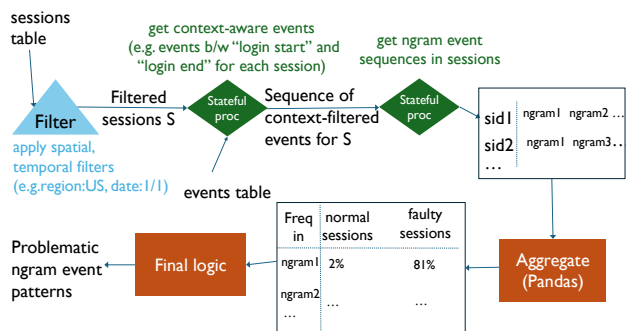 sessions
table
get context-aware events
(e.g. events b/w “login start” and
“login end” for each session)
get ngram event
sequences in sessions
Filter
Filtered
sessions S
Stateful
proc
Sequence of
context-filtered
events for S
Stateful
proc
sid1 ngram1 ngram2 ...
sid2 ngram1 ngram3...
...
apply spatial,
temporal filters
(e.g.region:US, date:1/1)
events table
Freq
in
normal
sessions
faulty
sessions
ngram1 2% 81%
ngram2 ... ...
...
Problematic
ngram event
patterns
Final logic
Aggregate
(Pandas)